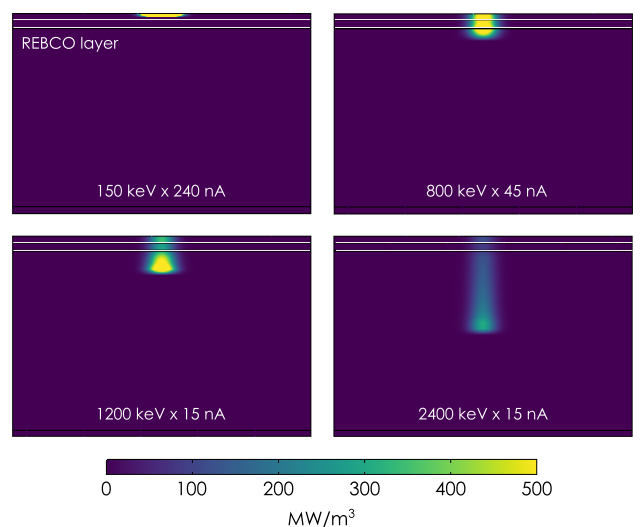 REBCO layer
150 keV x 240 nA
800 keV x 45 nA
1200 keV x 15 nA
2400 keV x 15 nA
0 100 200 300 400 500
MW/m³